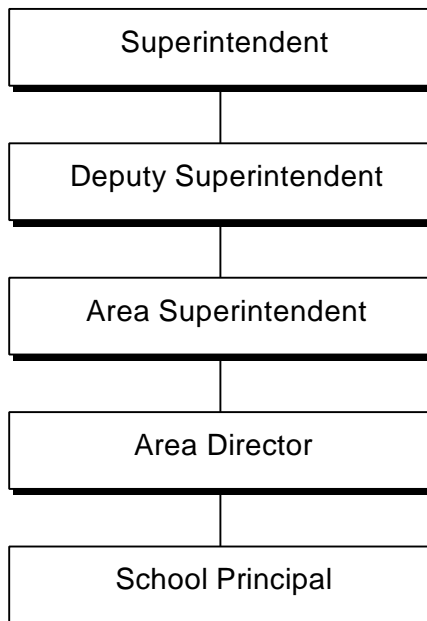 Superintendent
Deputy Superintendent
Area Superintendent
Area Director
School Principal